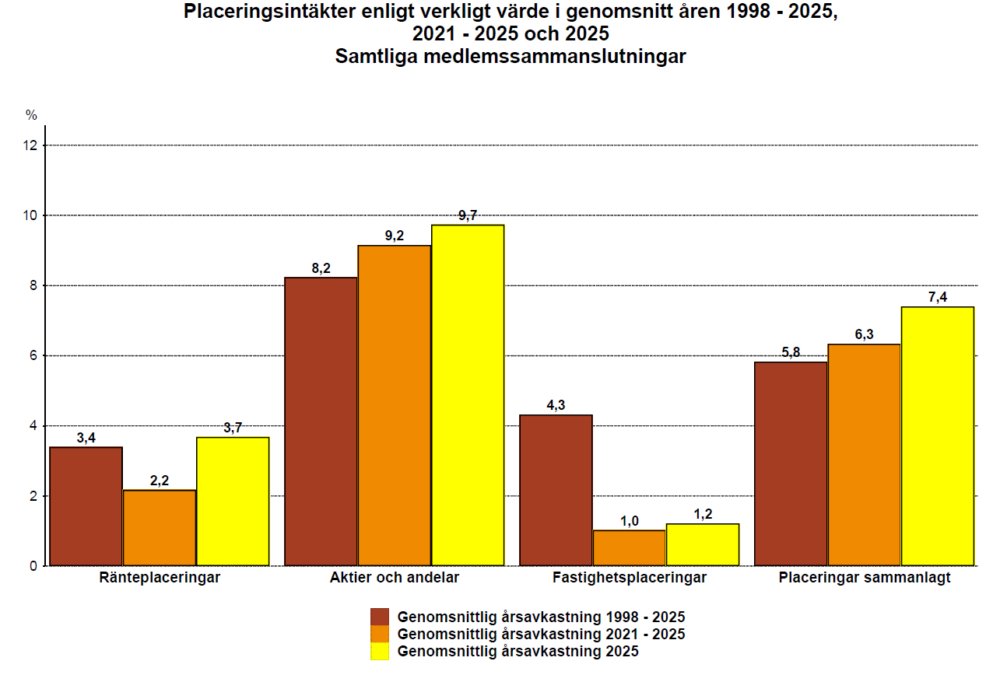 Placeringsintäkter enligt verkligt värde i genomsnitt åren 1998 - 2025,
2021 - 2025 och 2025
Samtliga medlemssammanslutningar
%
12
10
8
6
4
2
0
3,4
2,2
3,7
8,2
9,2
9,7
4,3
1,0
1,2
5,8
6,3
7,4
Ränteplaceringar
Aktier och andelar
Fastighetsplaceringar
Placeringar sammanlagt
Genomsnittlig årsavkastning 1998 - 2025
Genomsnittlig årsavkastning 2021 - 2025
Genomsnittlig årsavkastning 2025